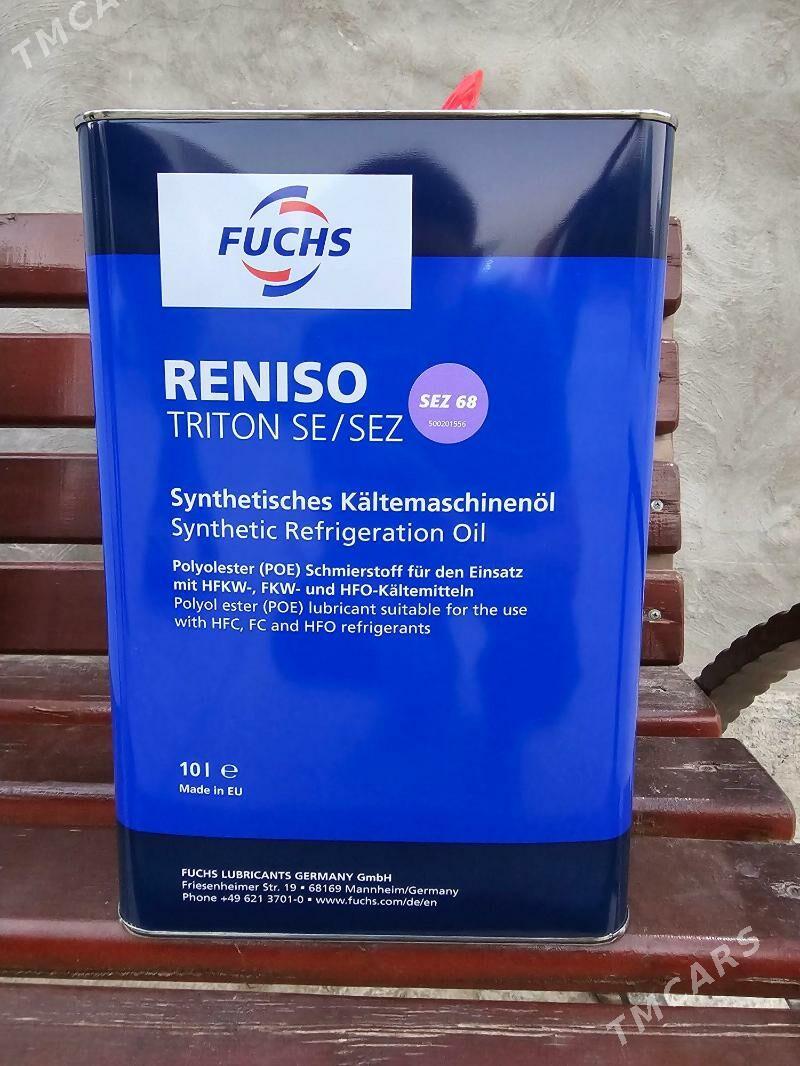 TMCARS
FUCHS
RENISO
TRITON SE/SEZ
SEZ 68
500201556
Synthetisches Kältemaschinenöl
Synthetic Refrigeration Oil
Polyolester (POE) Schmierstoff für den Einsatz
mit HFKW-, FKW- und HFO-Kältemitteln
Polyol ester (POE) lubricant suitable for the use
with HFC, FC and HFO refrigerants
10 l ℮
Made in EU
FUCHS LUBRICANTS GERMANY GmbH
Friesenheimer Str. 19 ▪ 68169 Mannheim/Germany
Phone +49 621 3701-0 ▪ www.fuchs.com/de/en
TMCARS